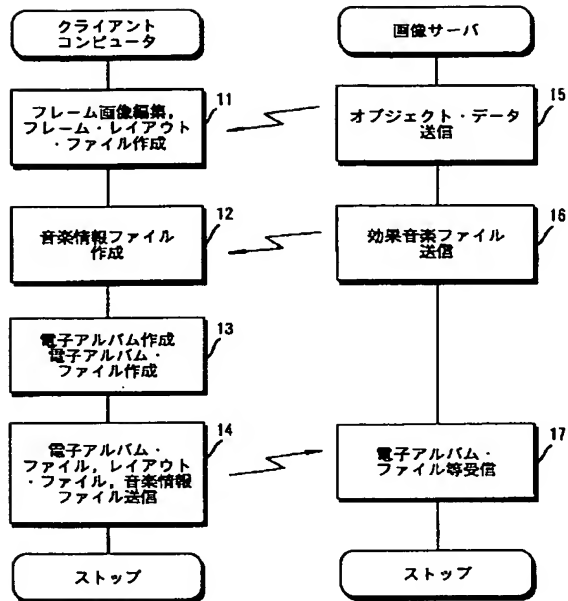 クライアント
コンピュータ
11
フレーム画像編集,
フレーム・レイアウト
・ファイル作成
12
音楽情報ファイル
作成
13
電子アルバム作成
電子アルバム・
ファイル作成
14
電子アルバム・
ファイル,レイアウト
・ファイル,音楽情報
ファイル送信
ストップ
画像サーバ
15
オブジェクト・データ
送信
16
効果音楽ファイル
送信
17
電子アルバム・
ファイル等受信
ストップ